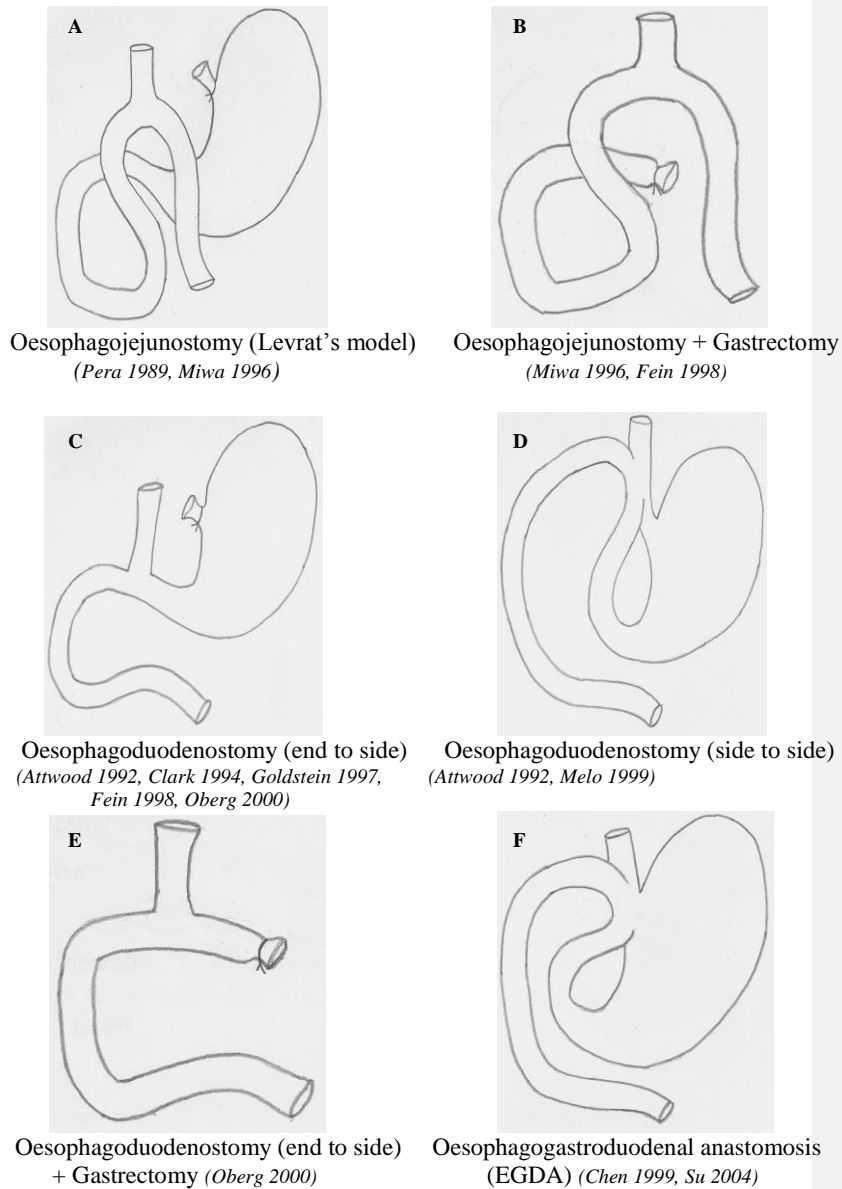 A
B
Oesophagojejunostomy (Levrat's model)
(Pera 1989, Miwa 1996)
Oesophagojejunostomy + Gastrectomy
(Miwa 1996, Fein 1998)
C
D
Oesophagoduodenostomy (end to side)
(Attwood 1992, Clark 1994, Goldstein 1997,
Fein 1998, Oberg 2000)
Oesophagoduodenostomy (side to side)
(Attwood 1992, Melo 1999)
E
F
Oesophagoduodenostomy (end to side)
+ Gastrectomy (Oberg 2000)
Oesophagogastroduodenal anastomosis
(EGDA) (Chen 1999, Su 2004)